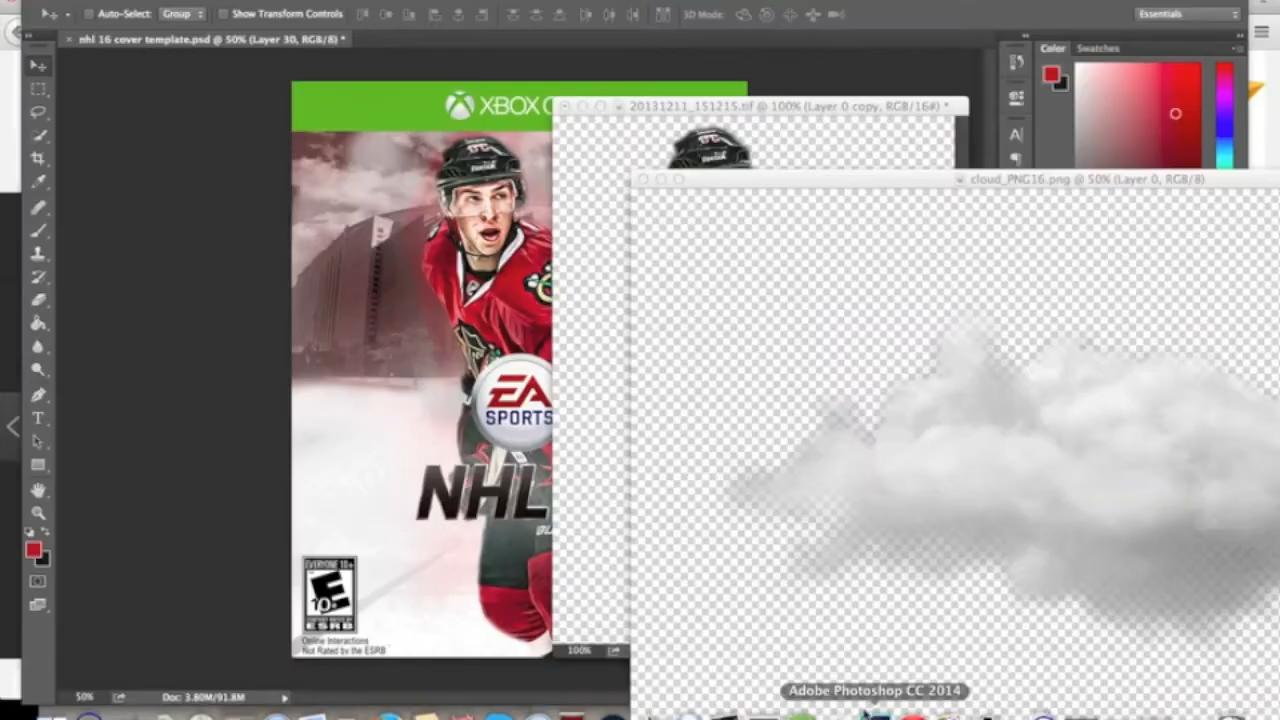 Auto-Select:
Group
Show Transform Controls
3D Mode:
Essentials
nhl 16 cover template.psd @ 50% (Layer 30, RGB/8) *
Color
Swatches
XBOX
20131211_151215.tif @ 100% (Layer 0 copy, RGB/16#) *
cloud_PNG16.png @ 50% (Layer 0, RGB/8)
A
T
EA
SPORTS
NHL
EVERYONE 10+
E
10+
ESRB
Online Interactions
Not Rated by the ESRB
100%
50%
Doc: 3.80M/91.8M
Adobe Photoshop CC 2014